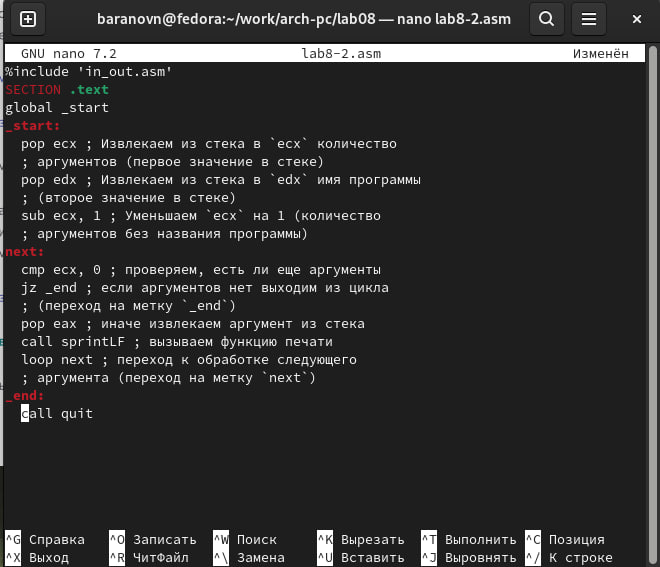 baranovn@fedora:~/work/arch-pc/lab08 — nano lab8-2.asm
GNU nano 7.2 lab8-2.asm Изменён
%include 'in_out.asm'
SECTION .text
global _start
_start:
pop ecx ; Извлекаем из стека в `ecx` количество
; аргументов (первое значение в стеке)
pop edx ; Извлекаем из стека в `edx` имя программы
; (второе значение в стеке)
sub ecx, 1 ; Уменьшаем `ecx` на 1 (количество
; аргументов без названия программы)
next:
cmp ecx, 0 ; проверяем, есть ли еще аргументы
jz _end ; если аргументов нет выходим из цикла
; (переход на метку `_end`)
pop eax ; иначе извлекаем аргумент из стека
call sprintLF ; вызываем функцию печати
loop next ; переход к обработке следующего
; аргумента (переход на метку `next`)
_end:
call quit
^G Справка ^O Записать ^W Поиск ^K Вырезать ^T Выполнить ^C Позиция
^X Выход ^R ЧитФайл ^\ Замена ^U Вставить ^J Выровнять ^/ К строке